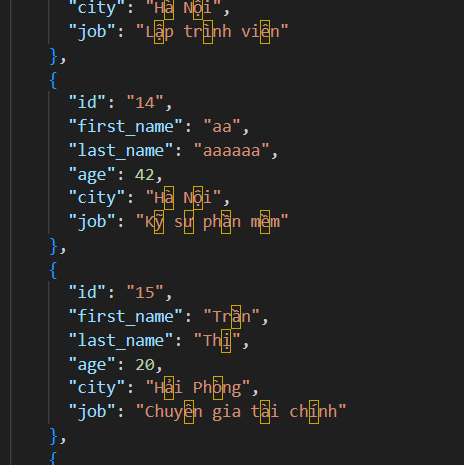 "city": "Hà Nội",
"job": "Lập trình viên"
},
{
"id": "14",
"first_name": "aa",
"last_name": "aaaaaa",
"age": 42,
"city": "Hà Nội",
"job": "Kỹ sư phần mềm"
},
{
"id": "15",
"first_name": "Trần",
"last_name": "Thị",
"age": 20,
"city": "Hải Phòng",
"job": "Chuyên gia tài chính"
},
{